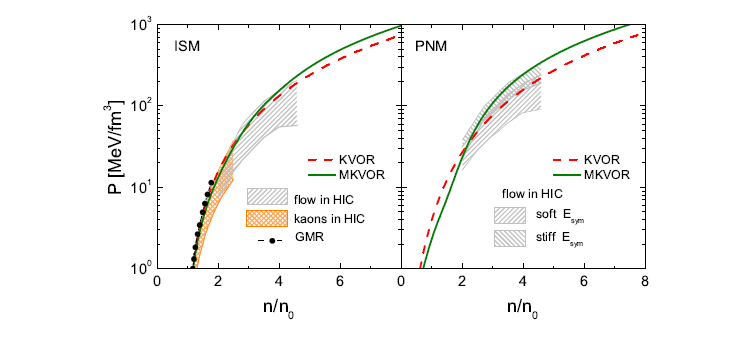 ISM
PNM
P [MeV/fm³]
10³
10²
10¹
10⁰
KVOR
MKVOR
flow in HIC
kaons in HIC
GMR
KVOR
MKVOR
flow in HIC
soft E_sym
stiff E_sym
0 2 4 6 0 2 4 6 8
n/n₀ n/n₀